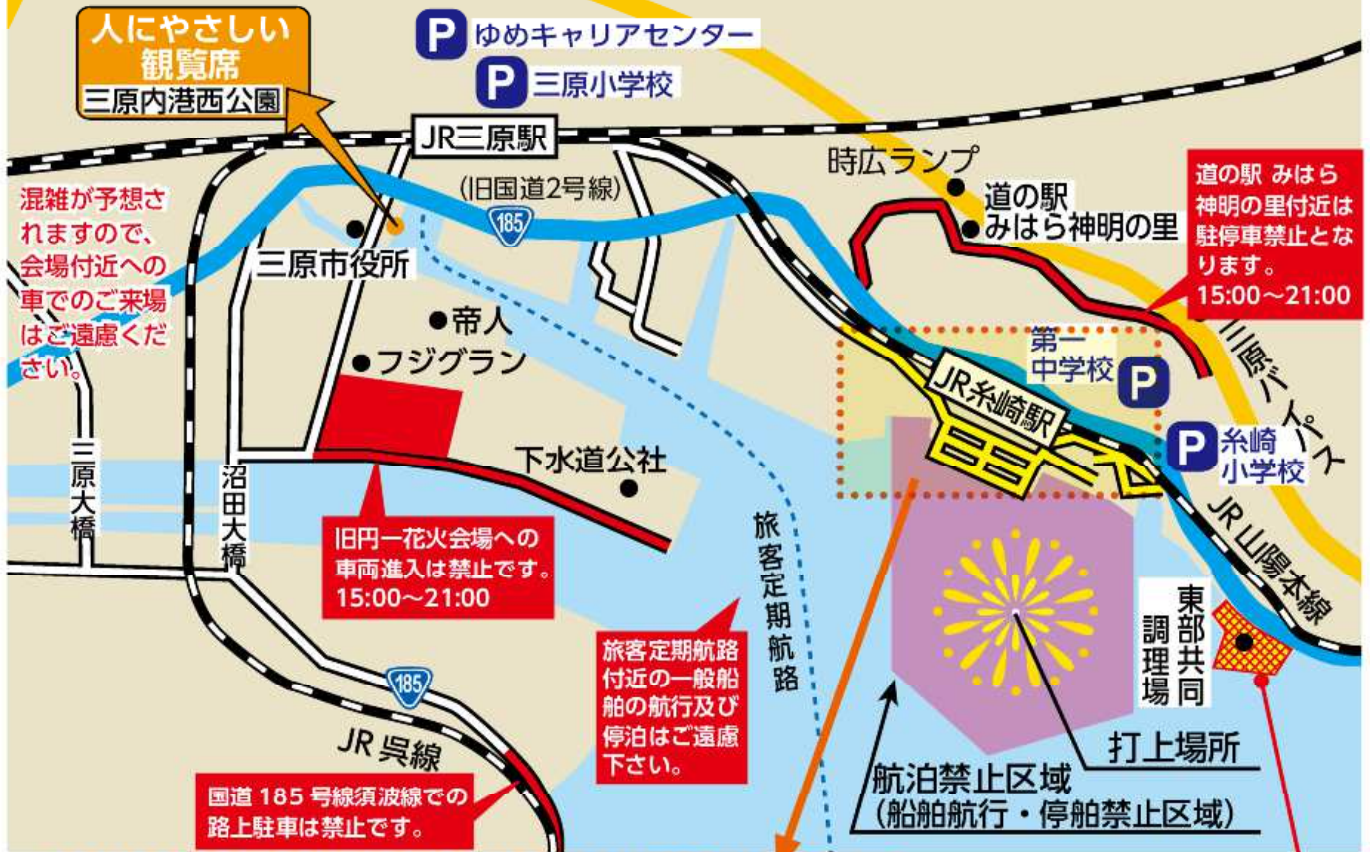 人にやさしい
観覧席
三原内港西公園
P ゆめキャリアセンター
P 三原小学校
JR三原駅
(旧国道2号線)
185
時広ランプ
道の駅
みはら神明の里
道の駅 みはら
神明の里付近は
駐停車禁止とな
ります。
15:00～21:00
混雑が予想さ
れますので、
会場付近への
車でのご来場
はご遠慮くだ
さい。
三原市役所
帝人
フジグラン
第一
中学校
P
JR糸崎駅
三原バイパス
P
糸崎
小学校
下水道公社
三原大橋
沼田大橋
旧円一花火会場への
車両進入は禁止です。
15:00～21:00
旅客定期航路
JR山陽本線
東部共同
調理場
旅客定期航路
付近の一般船
舶の航行及び
停泊はご遠慮
下さい。
185
JR呉線
打上場所
航泊禁止区域
(船舶航行・停舶禁止区域)
国道185号線須波線での
路上駐車は禁止です。